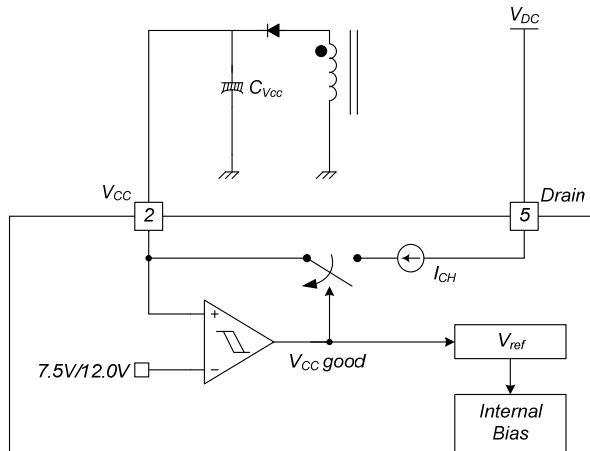 V_DC
C_Vcc
V_CC
2
5
Drain
I_CH
+
7.5V/12.0V
−
V_CC good
V_ref
Internal
Bias